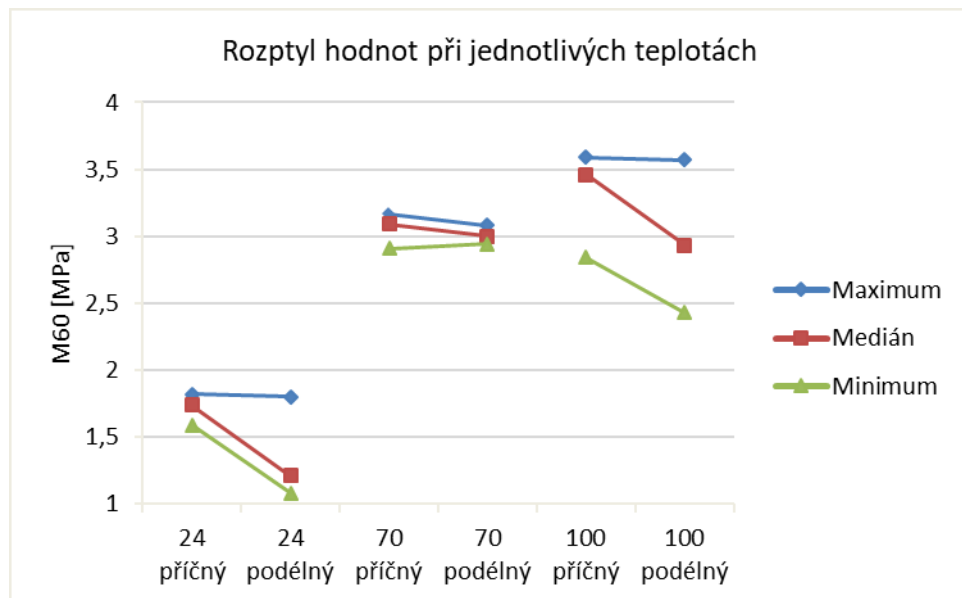 Rozptyl hodnot při jednotlivých teplotách
M60 [MPa]
4
3,5
3
2,5
2
1,5
1
24 příčný
24 podélný
70 příčný
70 podélný
100 příčný
100 podélný
Maximum
Medián
Minimum